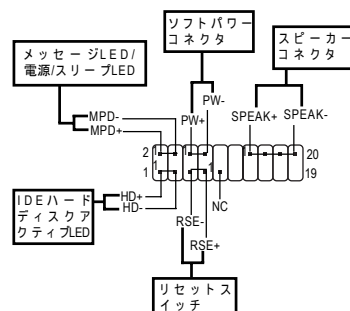 ソフトパワー
コネクタ
スピーカー
コネクタ
メッセージLED/
電源/スリープLED
MPD-
MPD+
PW-
PW+
SPEAK+
SPEAK-
1
1
1
2
20
1
1
1
19
HD+
HD-
NC
RSE-
RSE+
IDEハード
ディスクア
クティブLED
リセットス
イッチ